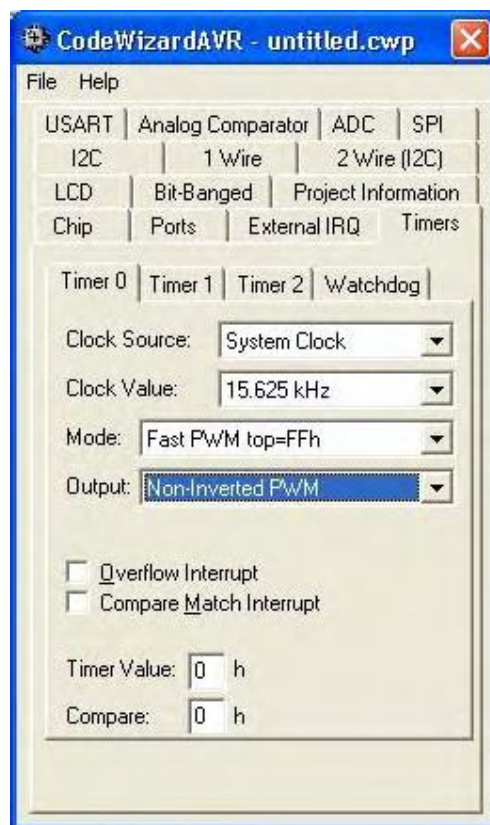 CodeWizardAVR - untitled.cwp
File Help
USART Analog Comparator ADC SPI
I2C 1 Wire 2 Wire (I2C)
LCD Bit-Banged Project Information
Chip Ports External IRQ Timers
Timer 0 Timer 1 Timer 2 Watchdog
Clock Source: System Clock
Clock Value: 15.625 kHz
Mode: Fast PWM top=FFh
Output: Non-Inverted PWM
Overflow Interrupt
Compare Match Interrupt
Timer Value: 0 h
Compare: 0 h